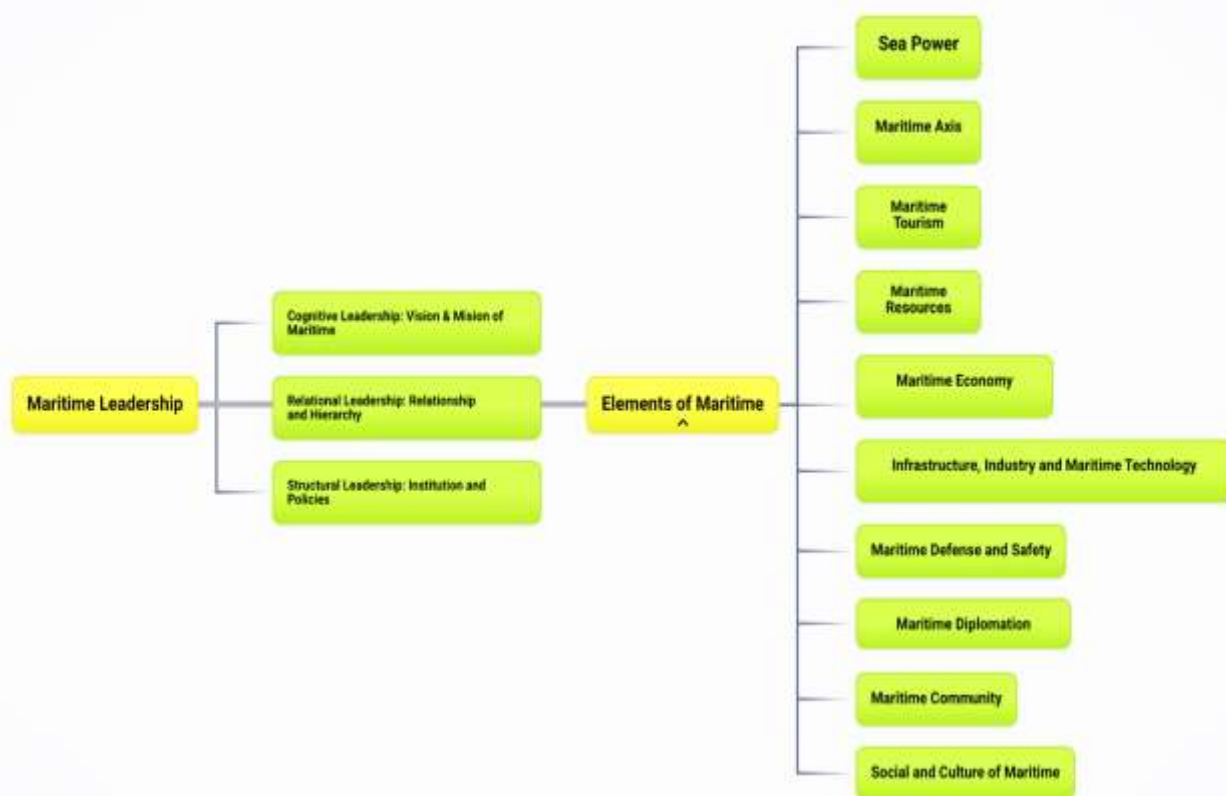 Maritime Leadership
Cognitive Leadership: Vision & Mision of
Maritime
Relational Leadership: Relationship
and Hierarchy
Structural Leadership: Institution and
Policies
Elements of Maritime
Sea Power
Maritime Axis
Maritime
Tourism
Maritime
Resources
Maritime Economy
Infrastructure, Industry and Maritime Technology
Maritime Defense and Safety
Maritime Diplomation
Maritime Community
Social and Culture of Maritime